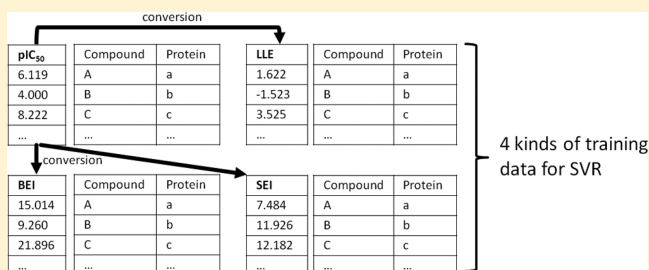 conversion
pIC50 Compound Protein LLE Compound Protein
6.119 A a 1.622 A a
4.000 B b -1.523 B b
8.222 C c 3.525 C c
... ... ... ... ... ...
conversion
4 kinds of training
data for SVR
BEI Compound Protein SEI Compound Protein
15.014 A a 7.484 A a
9.260 B b 11.926 B b
21.896 C c 12.182 C c
... ... ... ... ... ...